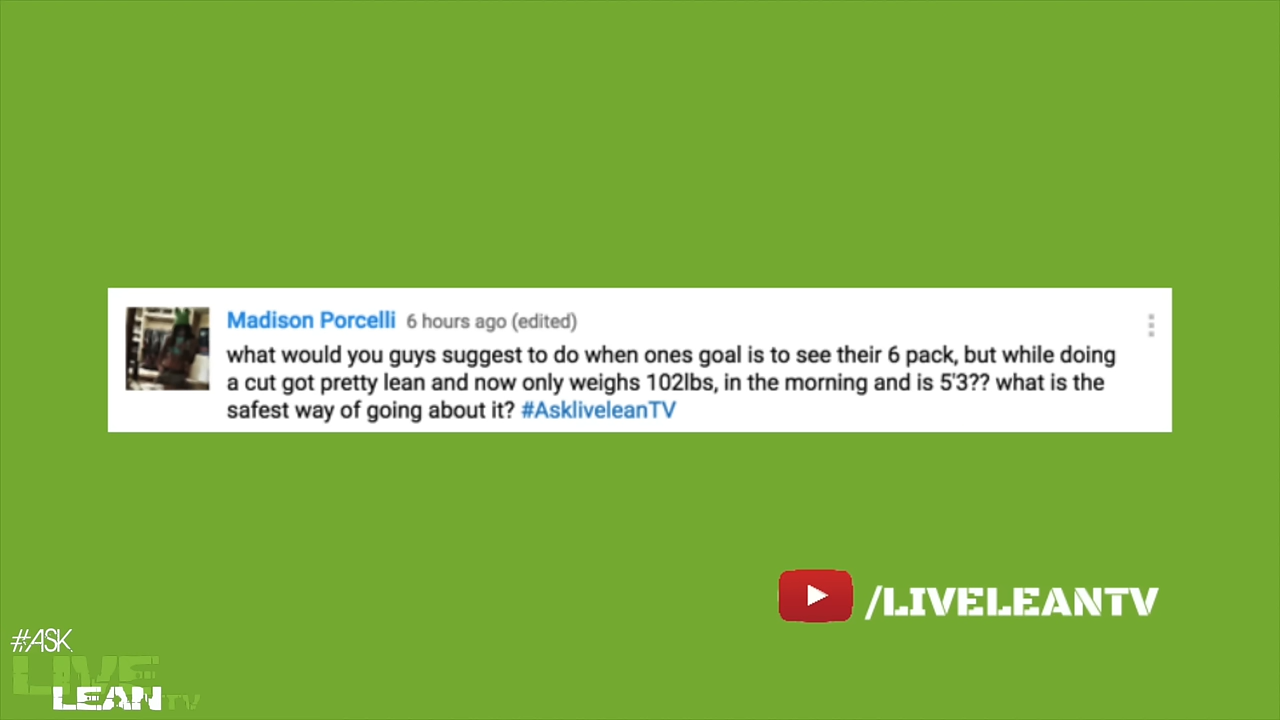 Madison Porcelli 6 hours ago (edited)
what would you guys suggest to do when ones goal is to see their 6 pack, but while doing
a cut got pretty lean and now only weighs 102lbs, in the morning and is 5'3?? what is the
safest way of going about it? #AskliveleanTV
/LIVELEANTV
#ASK
LIVE
LEAN TV